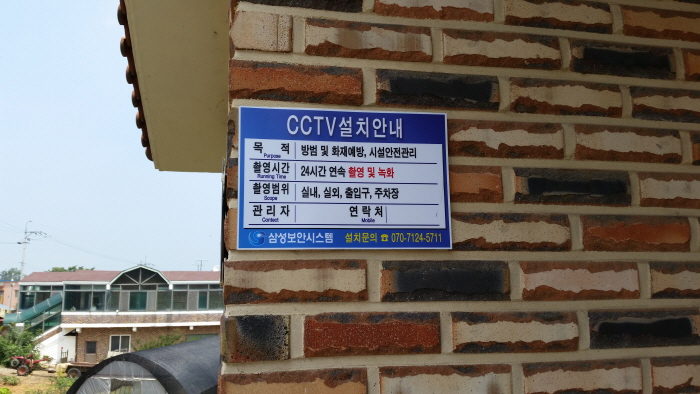 CCTV설치안내
목 적 Purpose 방범 및 화재예방, 시설안전관리
촬영시간 Running Time 24시간 연속 촬영 및 녹화
촬영범위 Scope 실내, 실외, 출입구, 주차장
관리자 Contact 연락처 Mobile
삼성보안시스템 설치문의 ☎ 070-7124-5711